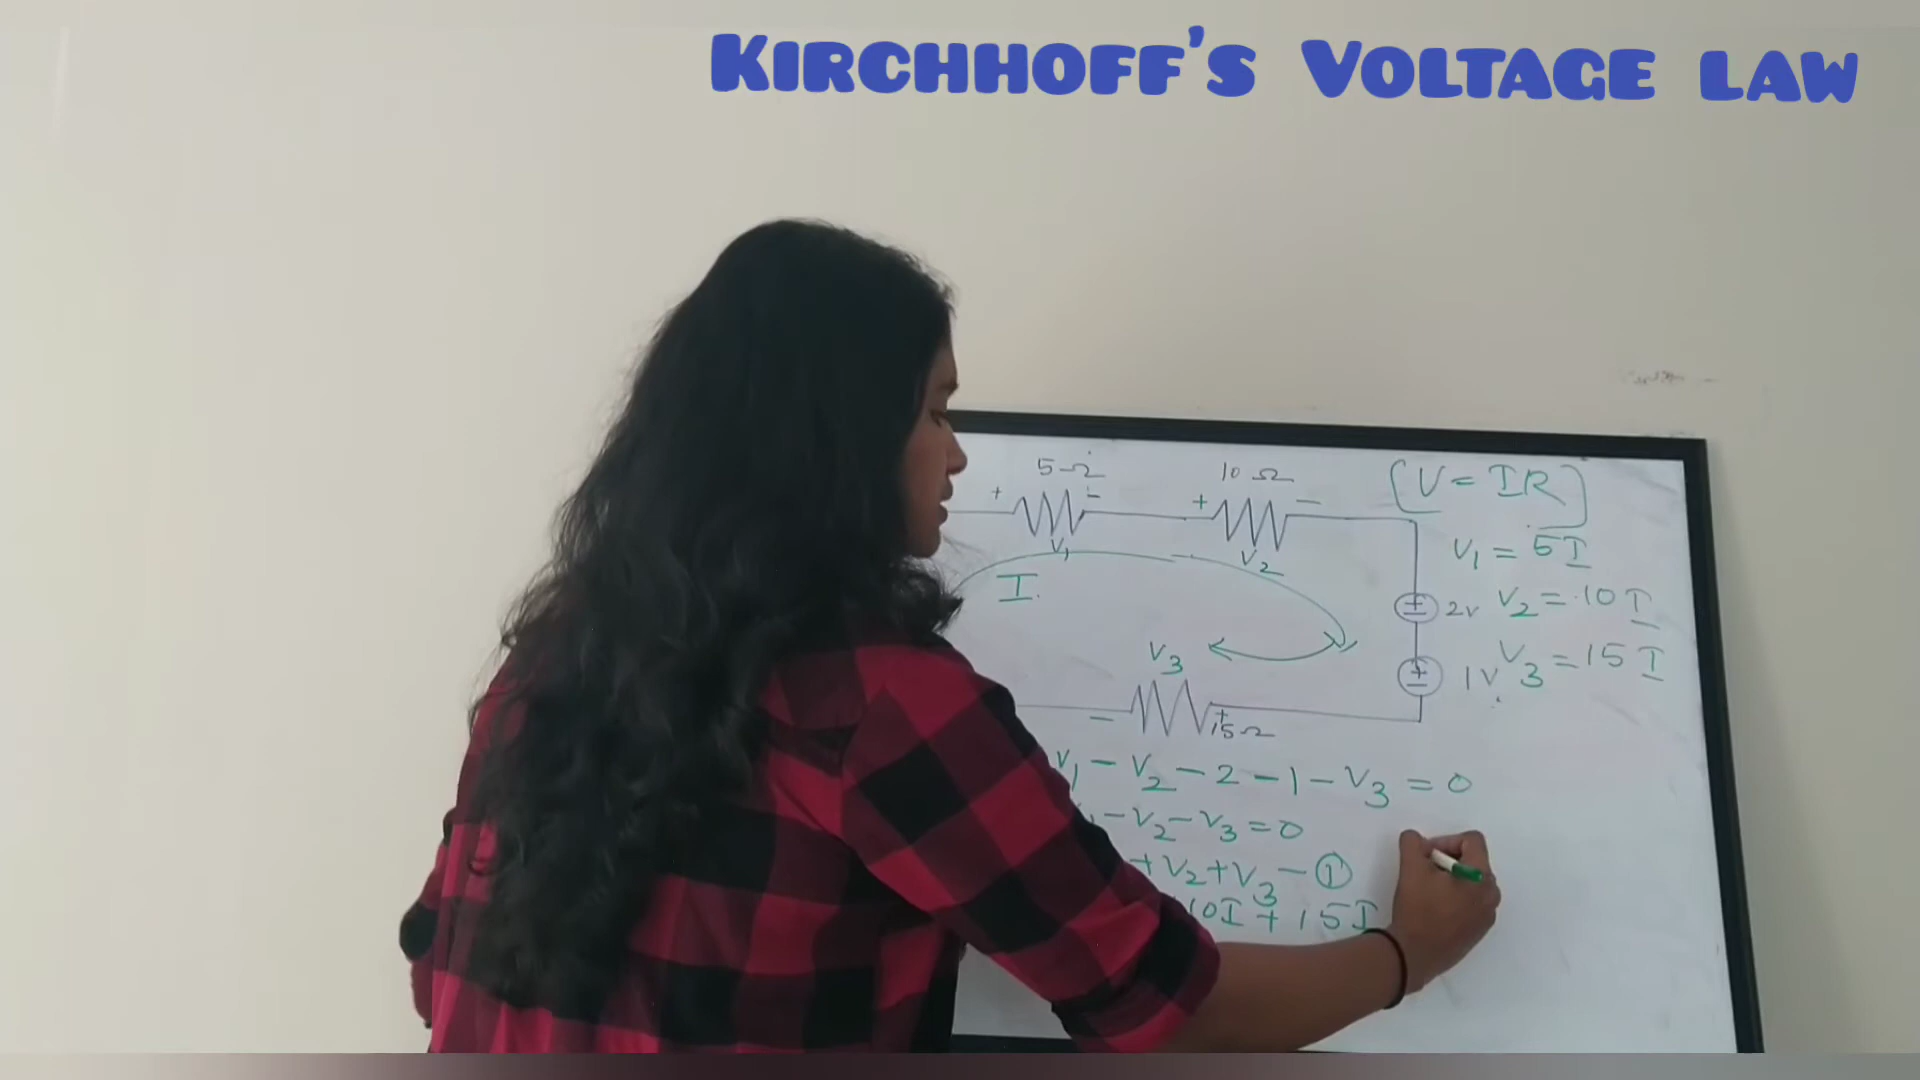 KIRCHHOFF'S VOLTAGE LAW
5Ω 10Ω (V = IR)
+ - + -
V1 V2 V1 = 5I
I.
2V V2 = 10I
V3 1V V3 = 15I
- + 15Ω
V1 - V2 - 2 - 1 - V3 = 0
- V2 - V3 = 0
+ V2 + V3 - ①
10I + 15I